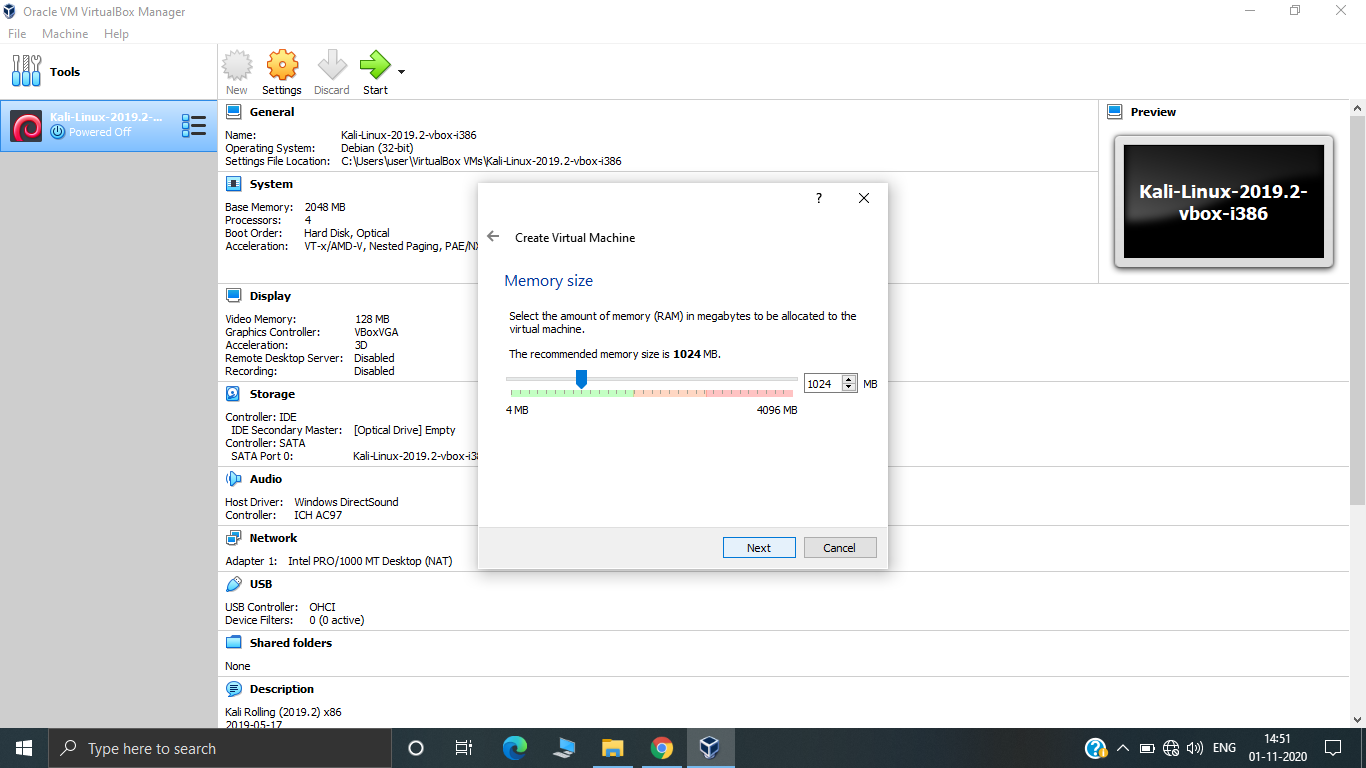 Oracle VM VirtualBox Manager
File Machine Help
Tools
New Settings Discard Start
Kali-Linux-2019.2-...
Powered Off
General
Name: Kali-Linux-2019.2-vbox-i386
Operating System: Debian (32-bit)
Settings File Location: C:\Users\user\VirtualBox VMs\Kali-Linux-2019.2-vbox-i386
System
Base Memory: 2048 MB
Processors: 4
Boot Order: Hard Disk, Optical
Acceleration: VT-x/AMD-V, Nested Paging, PAE/NX
Display
Video Memory: 128 MB
Graphics Controller: VBoxVGA
Acceleration: 3D
Remote Desktop Server: Disabled
Recording: Disabled
Storage
Controller: IDE
IDE Secondary Master: [Optical Drive] Empty
Controller: SATA
SATA Port 0: Kali-Linux-2019.2-vbox-i38
Audio
Host Driver: Windows DirectSound
Controller: ICH AC97
Network
Adapter 1: Intel PRO/1000 MT Desktop (NAT)
USB
USB Controller: OHCI
Device Filters: 0 (0 active)
Shared folders
None
Description
Kali Rolling (2019.2) x86
2019-05-17
Preview
Kali-Linux-2019.2-
vbox-i386
?
Create Virtual Machine
Memory size
Select the amount of memory (RAM) in megabytes to be allocated to the
virtual machine.
The recommended memory size is 1024 MB.
1024 MB
4 MB 4096 MB
Next Cancel
Type here to search
ENG
14:51
01-11-2020